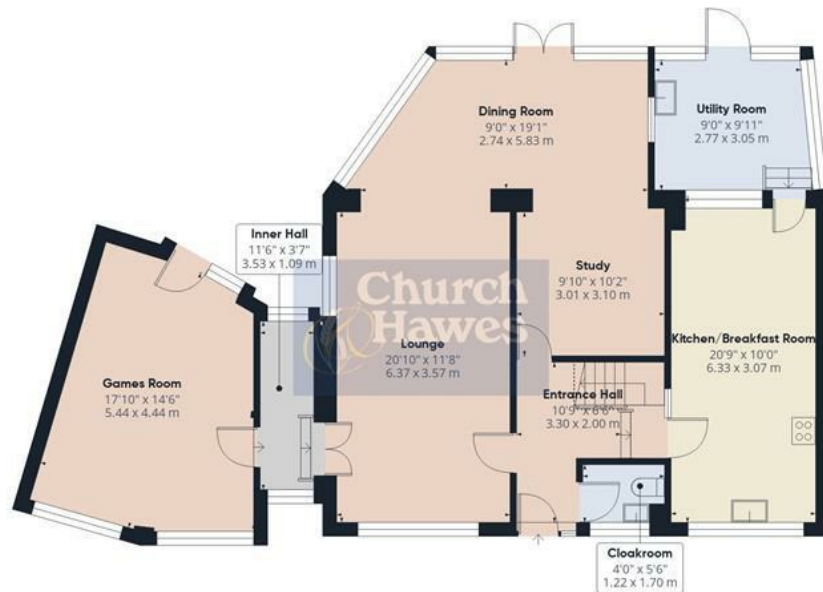 Dining Room
9'0" x 19'1"
2.74 x 5.83 m
Utility Room
9'0" x 9'11"
2.77 x 3.05 m
Inner Hall
11'6" x 3'7"
3.53 x 1.09 m
Study
9'10" x 10'2"
3.01 x 3.10 m
Church
Hawes
Lounge
20'10" x 11'8"
6.37 x 3.57 m
Kitchen/Breakfast Room
20'9" x 10'0"
6.33 x 3.07 m
Games Room
17'10" x 14'6"
5.44 x 4.44 m
Entrance Hall
10'9" x 6'6"
3.30 x 2.00 m
Cloakroom
4'0" x 5'6"
1.22 x 1.70 m